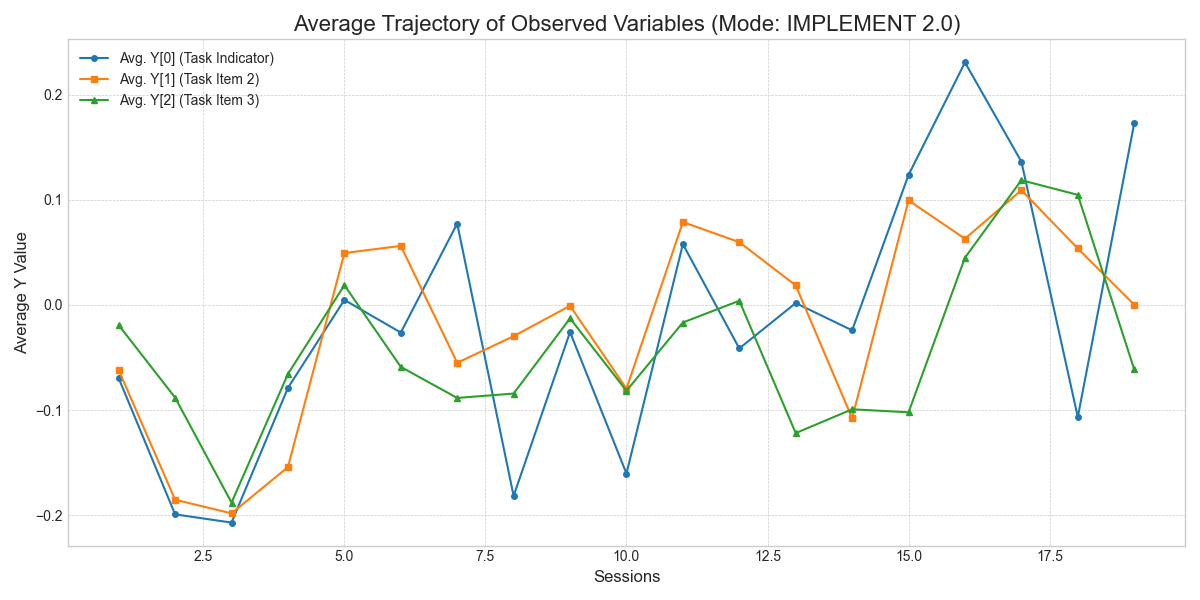 Average Trajectory of Observed Variables (Mode: IMPLEMENT 2.0)
Avg. Y[0] (Task Indicator)
Avg. Y[1] (Task Item 2)
Avg. Y[2] (Task Item 3)
Average Y Value
0.2
0.1
0.0
−0.1
−0.2
2.5 5.0 7.5 10.0 12.5 15.0 17.5
Sessions